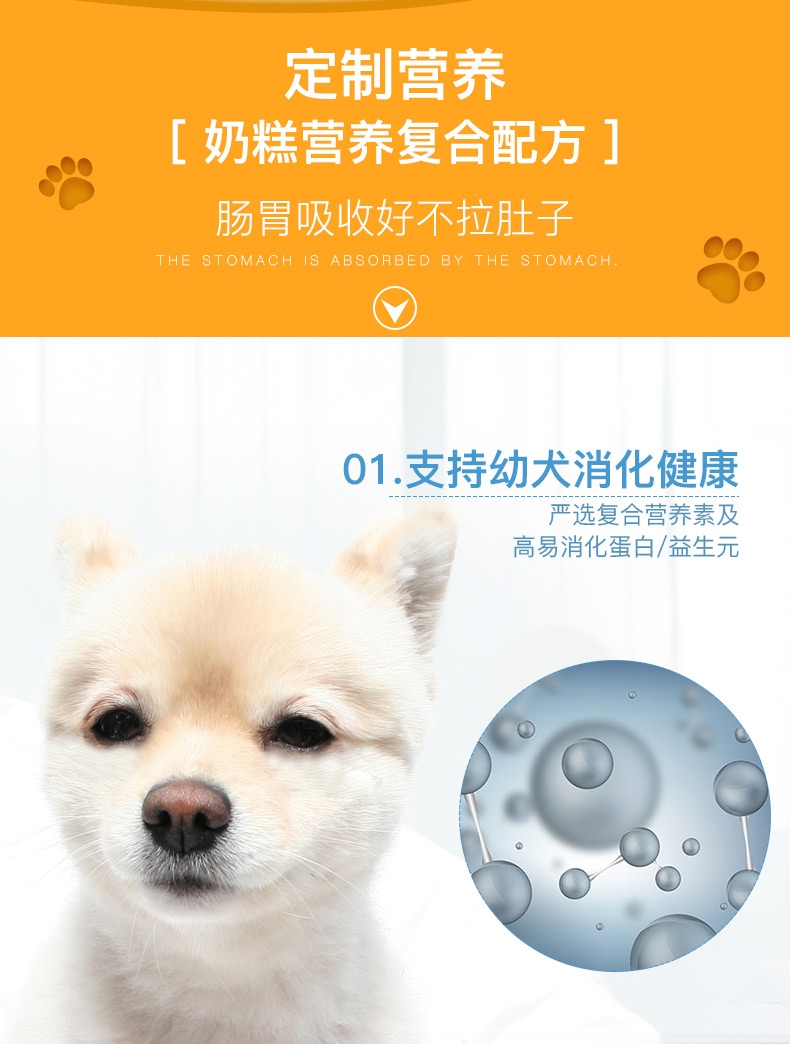 定制营养
[ 奶糕营养复合配方 ]
肠胃吸收好不拉肚子
THE STOMACH IS ABSORBED BY THE STOMACH.
01.支持幼犬消化健康
严选复合营养素及
高易消化蛋白/益生元